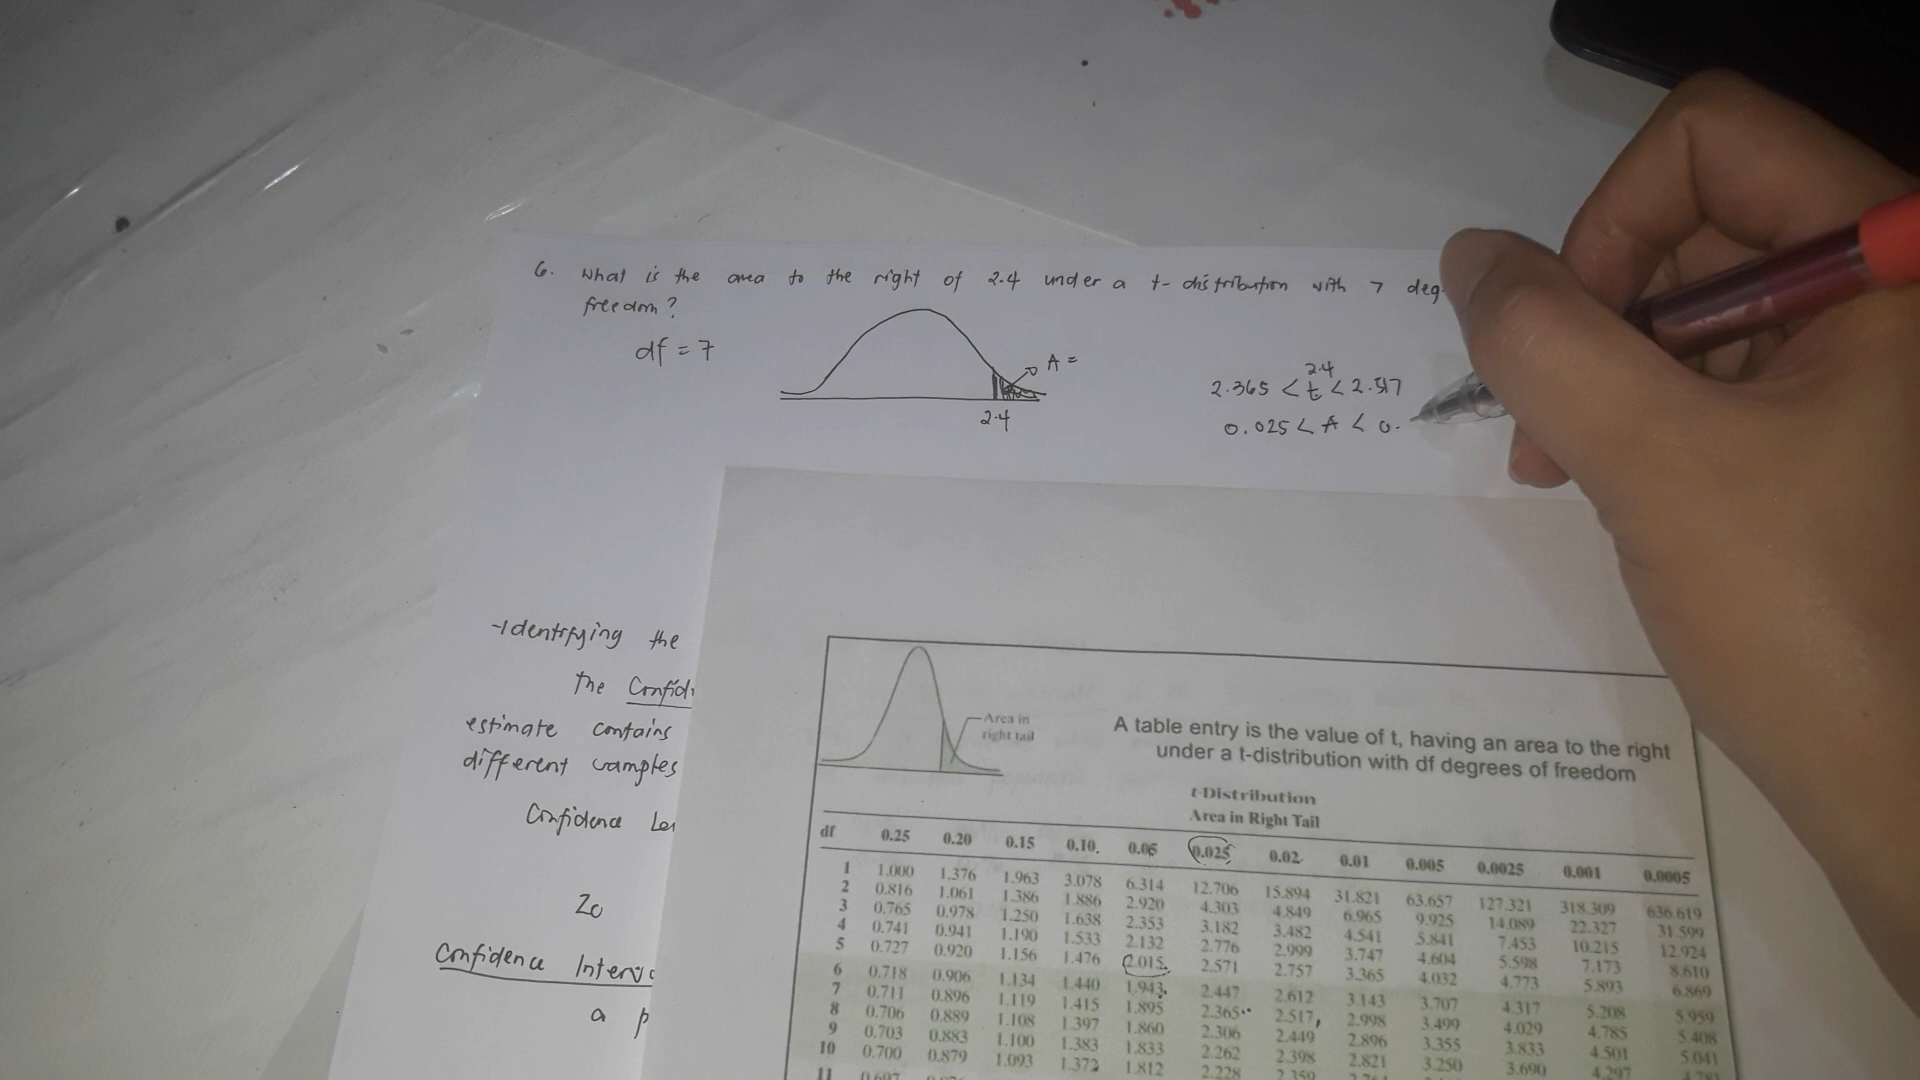 6. What is the area to the right of 2.4 under a t-distribution with 7 deg
freedom?
df = 7
A =
2.4
2.4
2.365 < t < 2.517
0.025 < A < 0.
-Identifying the
the Confid
estimate contains
different samples
Confidence Lev
Zc
Confidence Interva
a p
Area in
right tail
A table entry is the value of t, having an area to the right
under a t-distribution with df degrees of freedom
t-Distribution
Area in Right Tail
df 0.25 0.20 0.15 0.10 0.05 0.025 0.02 0.01 0.005 0.0025 0.001 0.0005
1 1.000 1.376 1.963 3.078 6.314 12.706 15.894 31.821 63.657 127.321 318.309 636.619
2 0.816 1.061 1.386 1.886 2.920 4.303 4.849 6.965 9.925 14.089 22.327 31.599
3 0.765 0.978 1.250 1.638 2.353 3.182 3.482 4.541 5.841 7.453 10.215 12.924
4 0.741 0.941 1.190 1.533 2.132 2.776 2.999 3.747 4.604 5.598 7.173 8.610
5 0.727 0.920 1.156 1.476 2.015 2.571 2.757 3.365 4.032 4.773 5.893 6.869
6 0.718 0.906 1.134 1.440 1.943 2.447 2.612 3.143 3.707 4.317 5.208 5.959
7 0.711 0.896 1.119 1.415 1.895 2.365 2.517 2.998 3.499 4.029 4.785 5.408
8 0.706 0.889 1.108 1.397 1.860 2.306 2.449 2.896 3.355 3.833 4.501 5.041
9 0.703 0.883 1.100 1.383 1.833 2.262 2.398 2.821 3.250 3.690 4.297 4.781
10 0.700 0.879 1.093 1.372 1.812 2.228 2.359
11